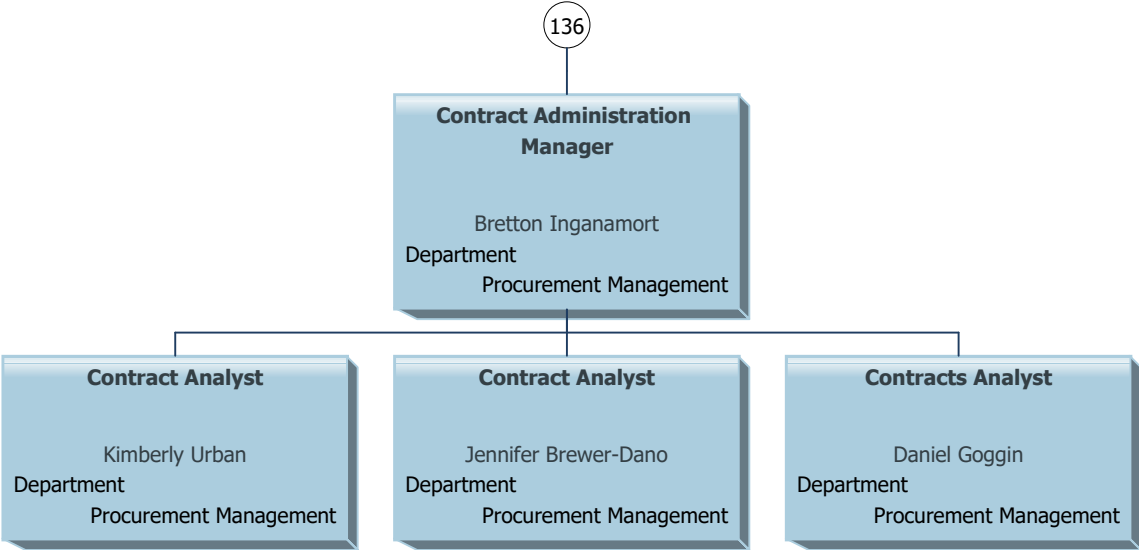 136
Contract Administration
Manager
Bretton Inganamort
Department
Procurement Management
Contract Analyst
Kimberly Urban
Department
Procurement Management
Contract Analyst
Jennifer Brewer-Dano
Department
Procurement Management
Contracts Analyst
Daniel Goggin
Department
Procurement Management